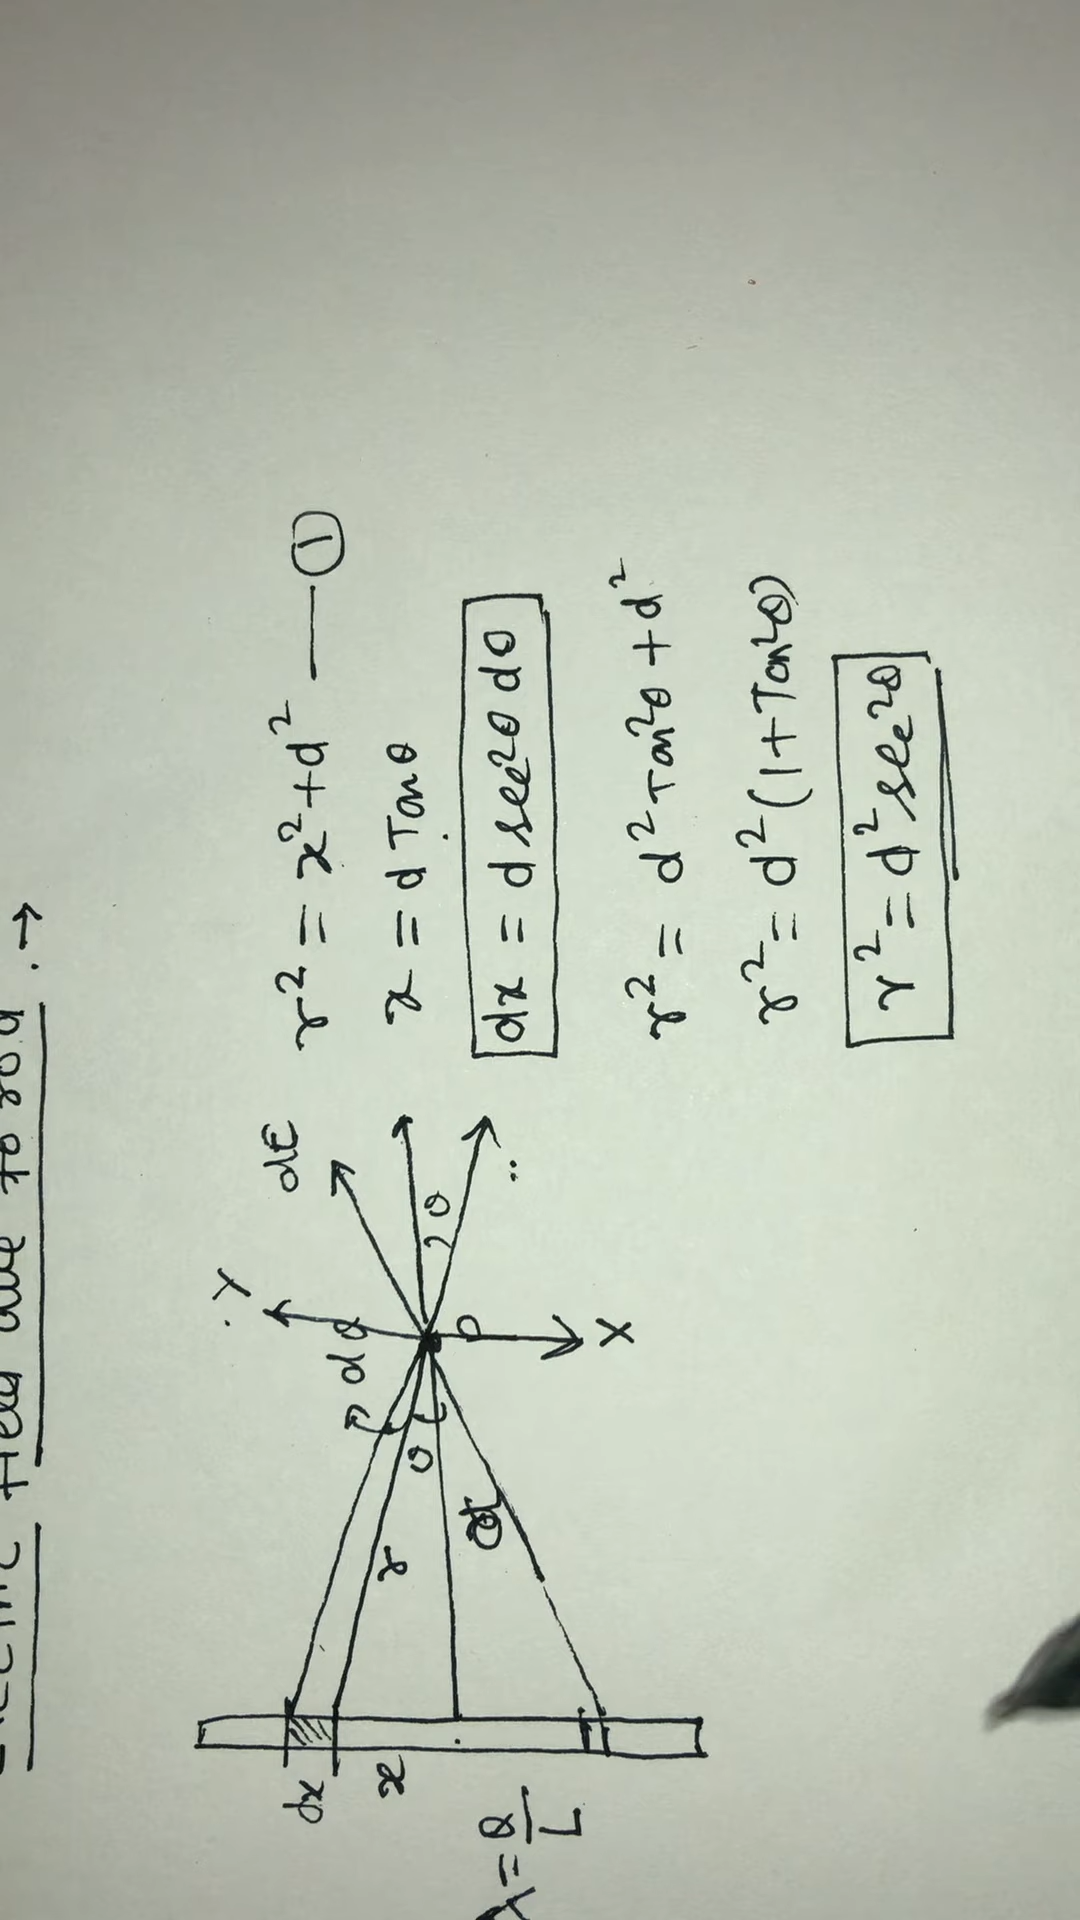 Field due to rod . →
r² = x² + d² —— ①
x = d Tanθ
dx = d sec²θ dθ
r² = d² Tan²θ + d²
r² = d² (1 + Tan²θ)
r² = d² sec²θ
dE
Y
θ
dθ
P
X
θ
r
dx
x
λ = Q/L